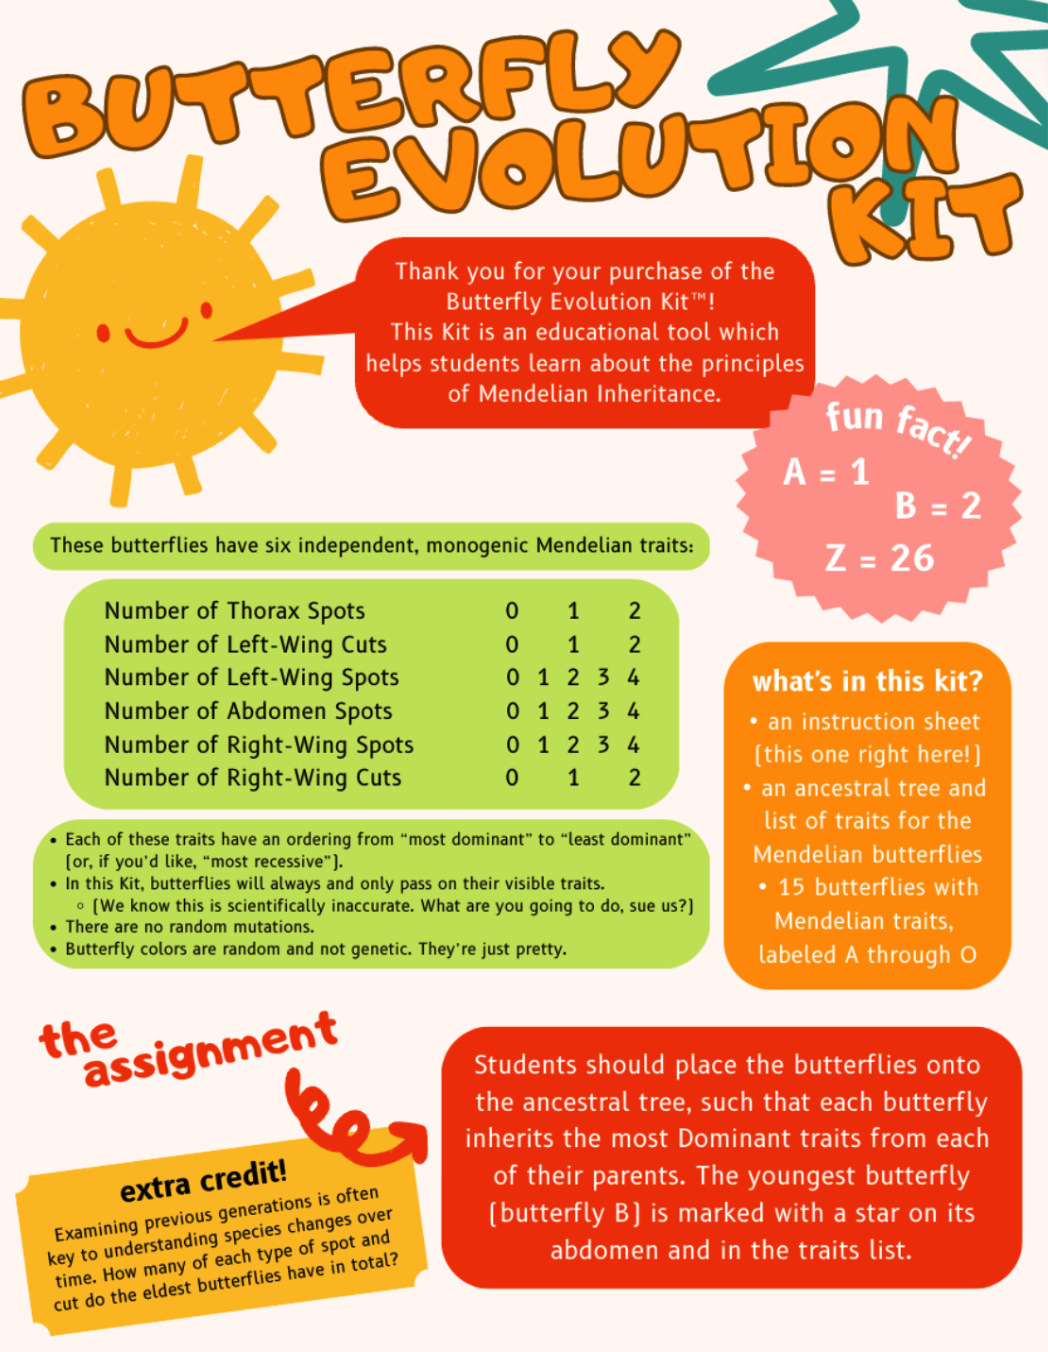 BUTTERFLY
EVOLUTION
KIT
Thank you for your purchase of the
Butterfly Evolution Kit™!
This Kit is an educational tool which
helps students learn about the principles
of Mendelian Inheritance.
fun fact!
A = 1
B = 2
Z = 26
These butterflies have six independent, monogenic Mendelian traits:
Number of Thorax Spots 0 1 2
Number of Left-Wing Cuts 0 1 2
Number of Left-Wing Spots 0 1 2 3 4
Number of Abdomen Spots 0 1 2 3 4
Number of Right-Wing Spots 0 1 2 3 4
Number of Right-Wing Cuts 0 1 2
• Each of these traits have an ordering from “most dominant” to “least dominant”
(or, if you'd like, “most recessive”).
• In this Kit, butterflies will always and only pass on their visible traits.
◦ (We know this is scientifically inaccurate. What are you going to do, sue us?)
• There are no random mutations.
• Butterfly colors are random and not genetic. They're just pretty.
what's in this kit?
• an instruction sheet
(this one right here!)
• an ancestral tree and
list of traits for the
Mendelian butterflies
• 15 butterflies with
Mendelian traits,
labeled A through O
the
assignment
Students should place the butterflies onto
the ancestral tree, such that each butterfly
inherits the most Dominant traits from each
of their parents. The youngest butterfly
(butterfly B) is marked with a star on its
abdomen and in the traits list.
extra credit!
Examining previous generations is often
key to understanding species changes over
time. How many of each type of spot and
cut do the eldest butterflies have in total?